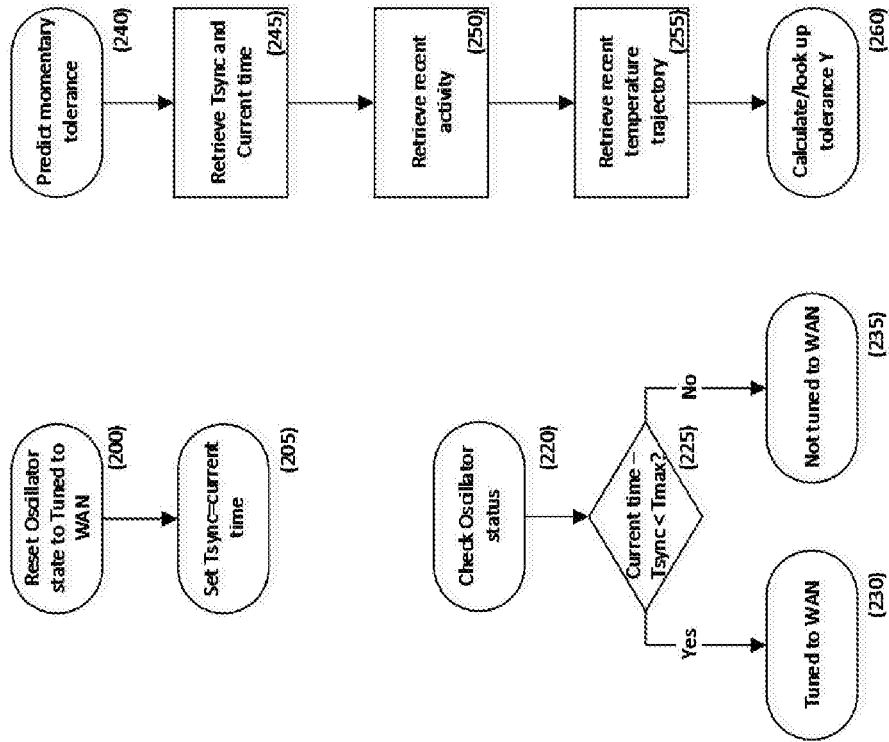 Reset Oscillator
state to Tuned to
WAN
(200)
Set Tsync=current
time
(205)
Check Oscillator
status
(220)
Current time –
Tsync < Tmax?
(225)
Yes
No
Tuned to WAN
(230)
Not tuned to WAN
(235)
Predict momentary
tolerance
(240)
Retrieve Tsync and
Current time
(245)
Retrieve recent
activity
(250)
Retrieve recent
temperature
trajectory
(255)
Calculate/look up
tolerance Y
(260)